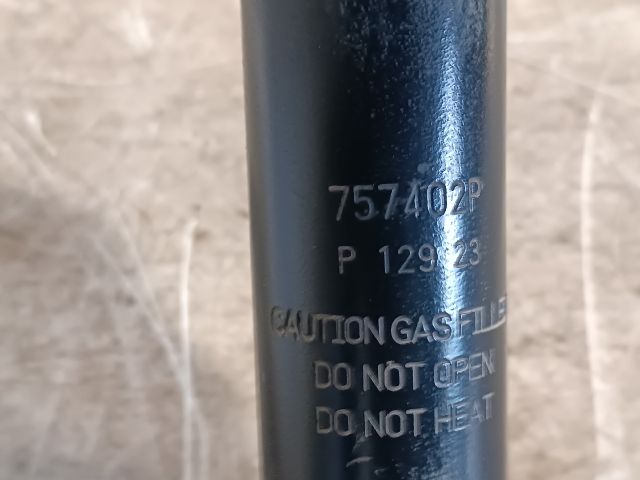 757402P
P 129 23
CAUTION GAS FILLE
DO NOT OPEN
DO NOT HEAT